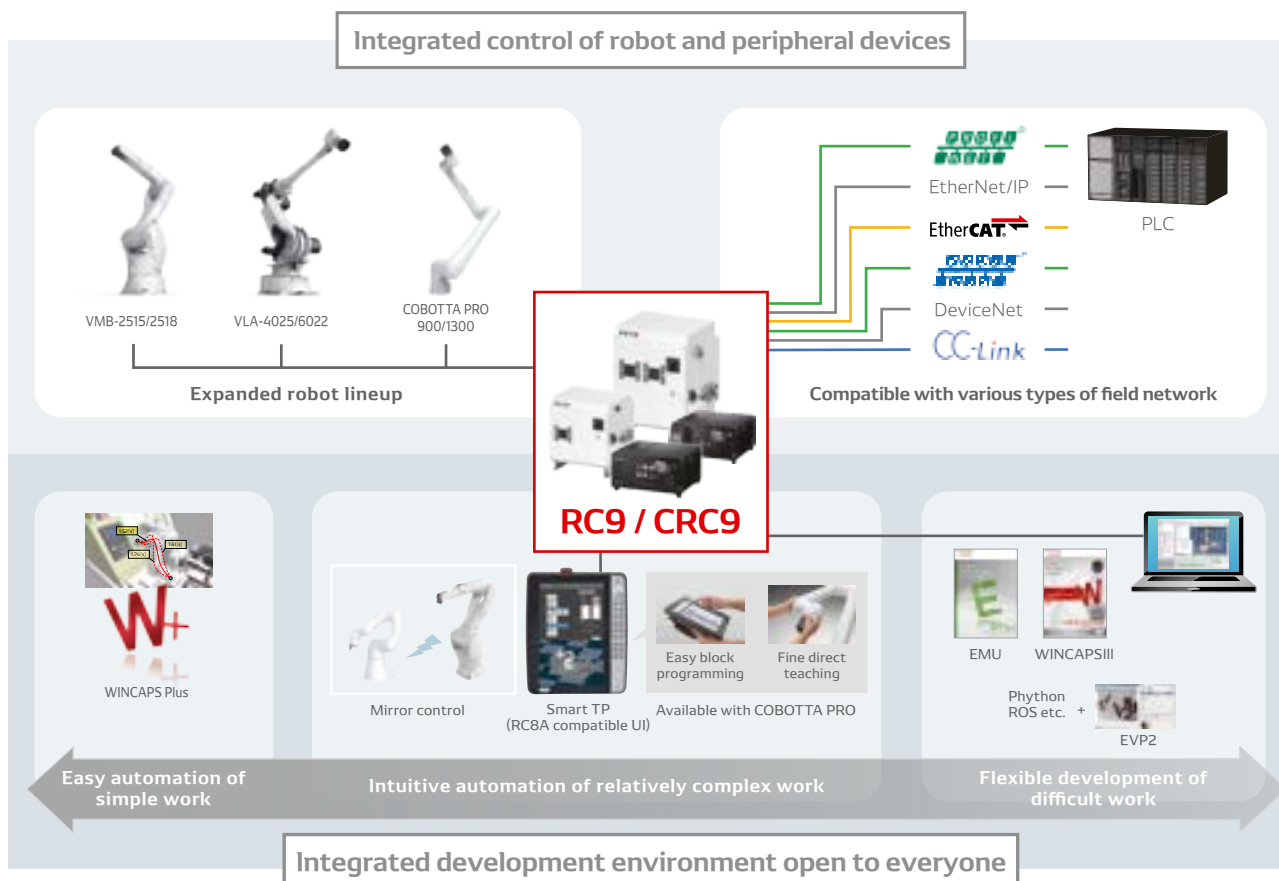 Integrated control of robot and peripheral devices
VMB-2515/2518
VLA-4025/6022
COBOTTA PRO
900/1300
Expanded robot lineup
EtherNet/IP
EtherCAT
DeviceNet
CC-Link
PLC
Compatible with various types of field network
RC9 / CRC9
W+
WINCAPS Plus
Mirror control
Smart TP
(RC8A compatible UI)
Easy block
programming
Fine direct
teaching
Available with COBOTTA PRO
EMU
WINCAPSIII
Phython
ROS etc.
+
EVP2
Easy automation of
simple work
Intuitive automation of relatively complex work
Flexible development of
difficult work
Integrated development environment open to everyone